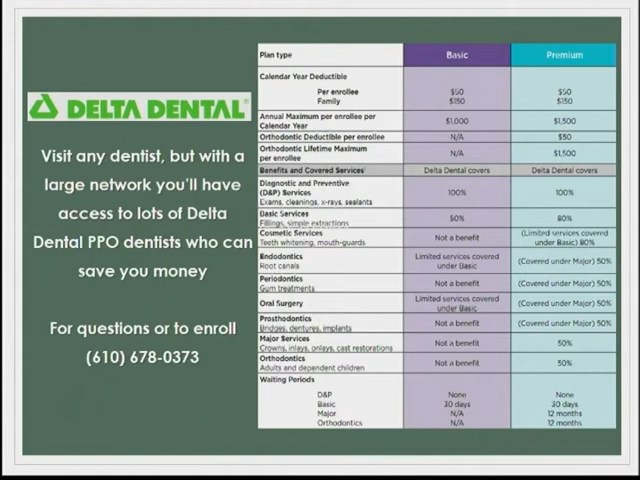 DELTA DENTAL®
Visit any dentist, but with a
large network you'll have
access to lots of Delta
Dental PPO dentists who can
save you money
For questions or to enroll
(610) 678-0373
Plan type Basic Premium
Calendar Year Deductible
Per enrollee $50 $50
Family $150 $150
Annual Maximum per enrollee per
Calendar Year $1,000 $1,500
Orthodontic Deductible per enrollee N/A $50
Orthodontic Lifetime Maximum
per enrollee N/A $1,500
Benefits and Covered Services¹ Delta Dental covers Delta Dental covers
Diagnostic and Preventive
(D&P) Services 100% 100%
Exams, cleanings, x-rays, sealants
Basic Services
Fillings, simple extractions 50% 80%
Cosmetic Services
Teeth whitening, mouth-guards Not a benefit (Limited services covered
under Basic) 80%
Endodontics
Root canals Limited services covered
under Basic (Covered under Major) 50%
Periodontics
Gum treatments Not a benefit (Covered under Major) 50%
Oral Surgery Limited services covered
under Basic (Covered under Major) 50%
Prosthodontics
Bridges, dentures, implants Not a benefit (Covered under Major) 50%
Major Services
Crowns, inlays, onlays, cast restorations Not a benefit 50%
Orthodontics
Adults and dependent children Not a benefit 50%
Waiting Periods
D&P None None
Basic 30 days 30 days
Major N/A 12 months
Orthodontics N/A 12 months